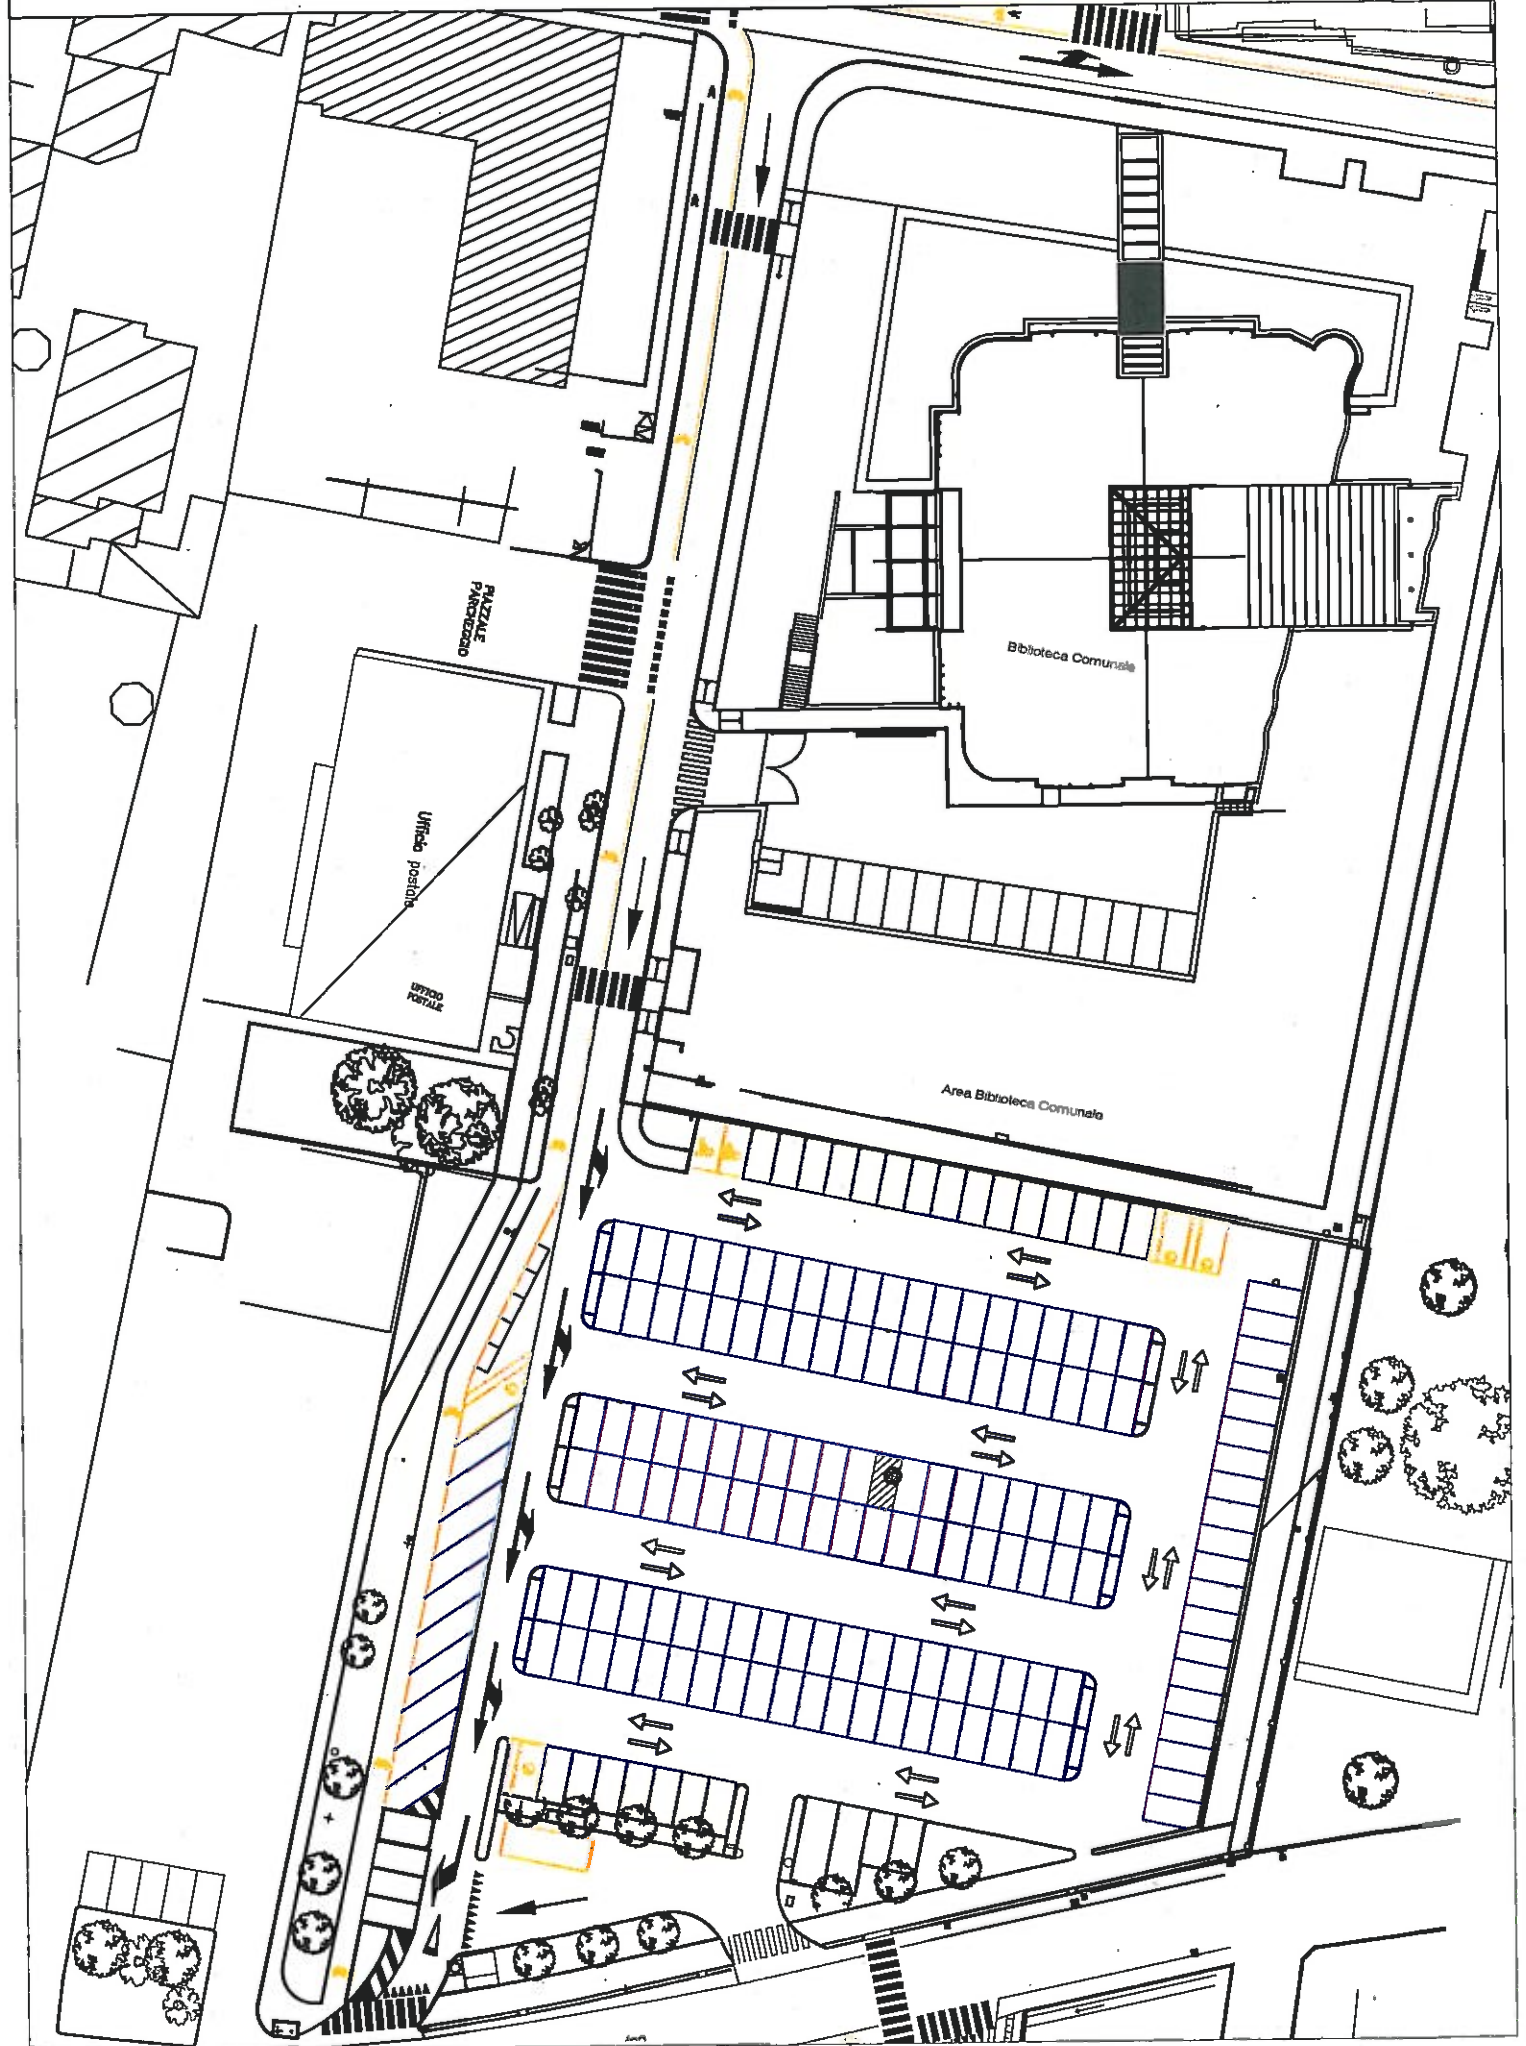 PIAZZALE
PARCHEGGIO
Biblioteca Comunale
Ufficio postale
UFFICIO
POSTALE
Area Biblioteca Comunale